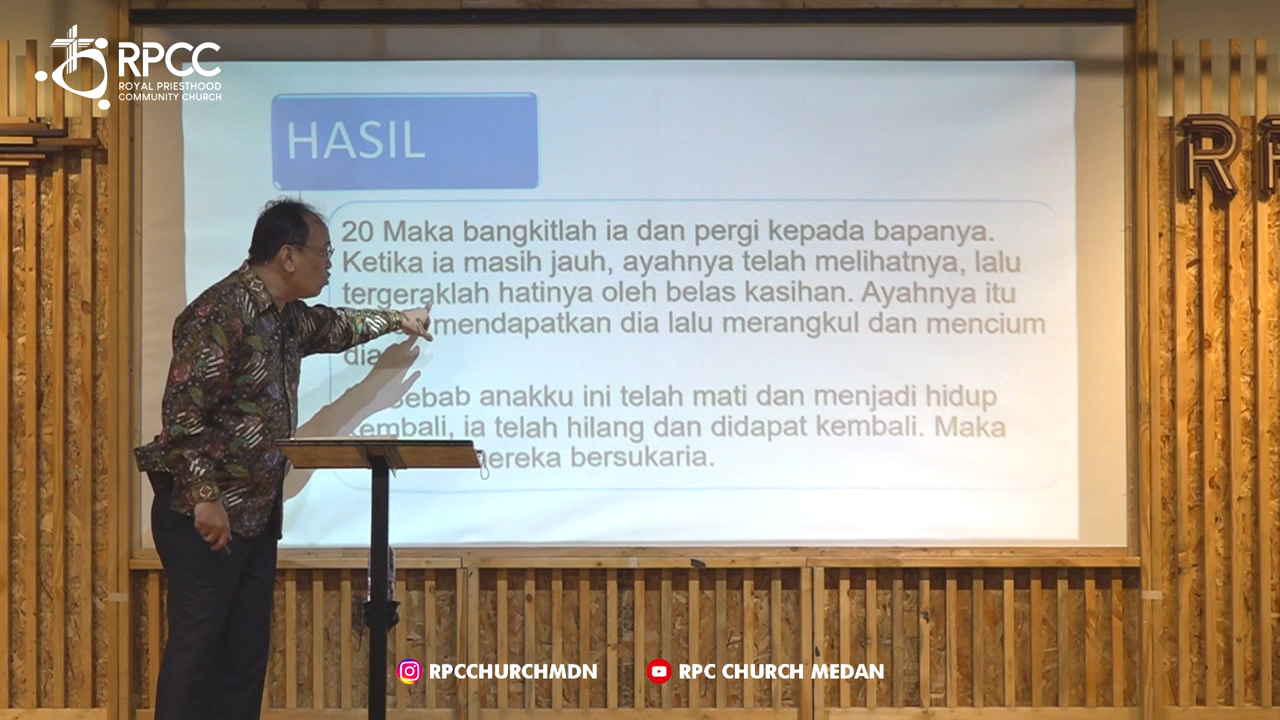 RPCC
ROYAL PRIESTHOOD
COMMUNITY CHURCH
HASIL
20 Maka bangkitlah ia dan pergi kepada bapanya.
Ketika ia masih jauh, ayahnya telah melihatnya, lalu
tergeraklah hatinya oleh belas kasihan. Ayahnya itu
mendapatkan dia lalu merangkul dan mencium
dia
sebab anakku ini telah mati dan menjadi hidup
kembali, ia telah hilang dan didapat kembali. Maka
mereka bersukaria.
RPCCHURCHMDN
RPC CHURCH MEDAN